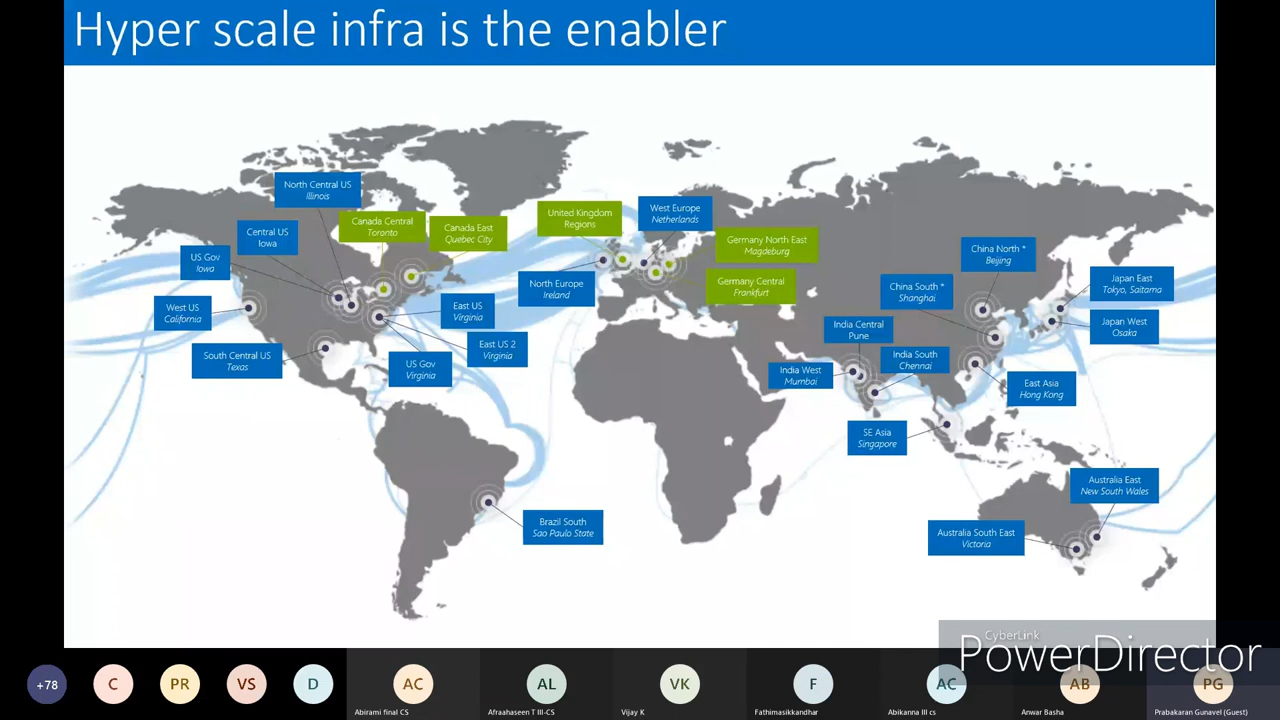 Hyper scale infra is the enabler
North Central US
Illinois
Central US
Iowa
US Gov
Iowa
West US
California
South Central US
Texas
Canada Central
Toronto
Canada East
Quebec City
East US
Virginia
East US 2
Virginia
US Gov
Virginia
Brazil South
Sao Paulo State
United Kingdom
Regions
West Europe
Netherlands
North Europe
Ireland
Germany North East
Magdeburg
Germany Central
Frankfurt
China North *
Beijing
China South *
Shanghai
Japan East
Tokyo, Saitama
Japan West
Osaka
India Central
Pune
India South
Chennai
India West
Mumbai
East Asia
Hong Kong
SE Asia
Singapore
Australia East
New South Wales
Australia South East
Victoria
CyberLink
PowerDirector
+78
C
PR
VS
D
AC
AL
VK
F
AC
AB
PG
Abirami final CS
Afraahaseen T III-CS
Vijay K
Fathimasikkandhar
Abikanna III cs
Anwar Basha
Prabakaran Gunavel (Guest)